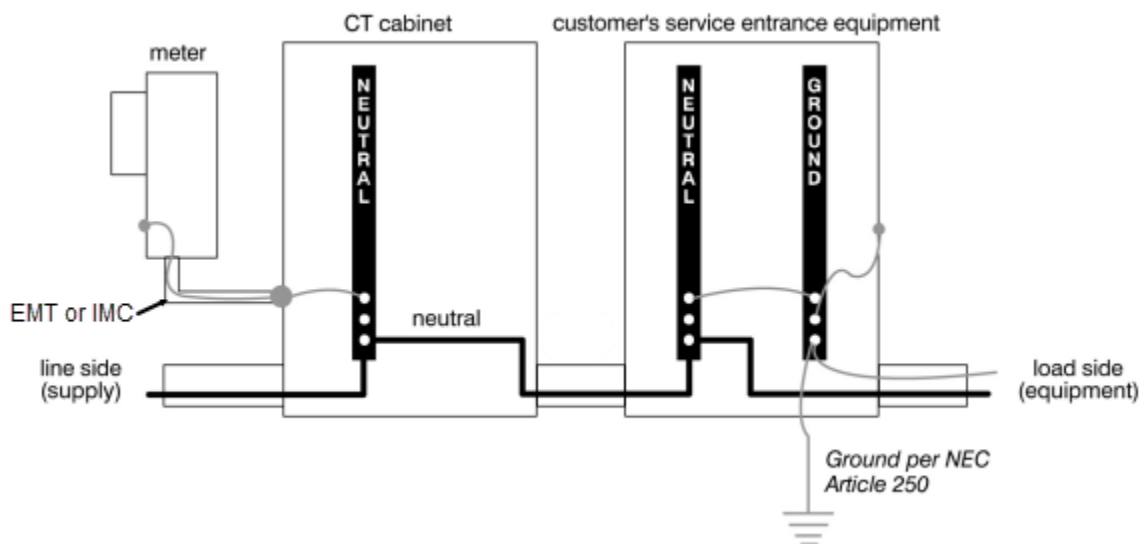 CT cabinet
customer's service entrance equipment
meter
NEUTRAL
NEUTRAL
GROUND
EMT or IMC
neutral
line side
(supply)
load side
(equipment)
Ground per NEC
Article 250